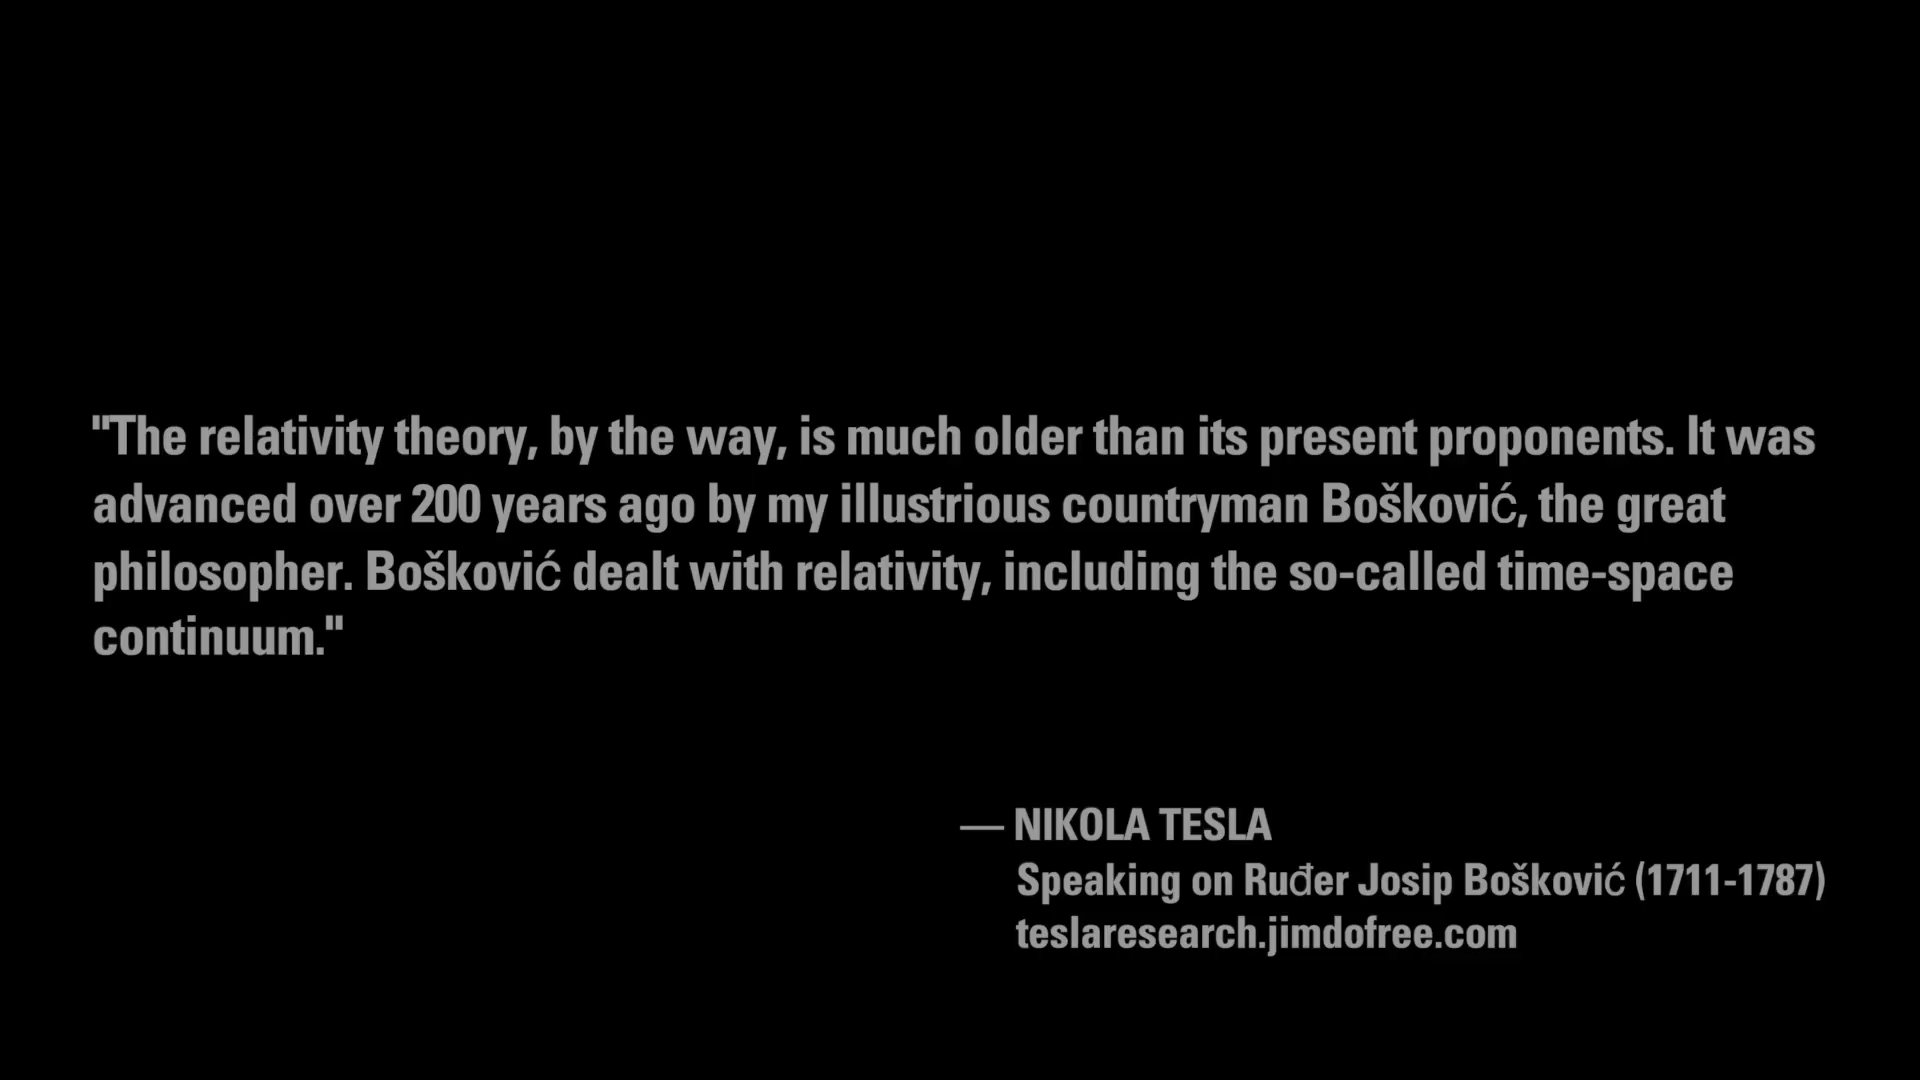 "The relativity theory, by the way, is much older than its present proponents. It was
advanced over 200 years ago by my illustrious countryman Bošković, the great
philosopher. Bošković dealt with relativity, including the so-called time-space
continuum."
— NIKOLA TESLA
Speaking on Ruđer Josip Bošković (1711-1787)
teslaresearch.jimdofree.com